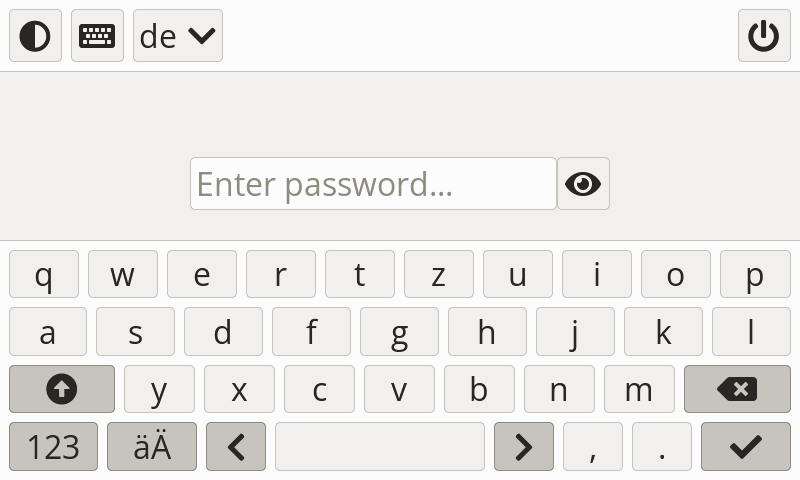 de
Enter password...
q w e r t z u i o p
a s d f g h j k l
y x c v b n m
123 äÄ , .